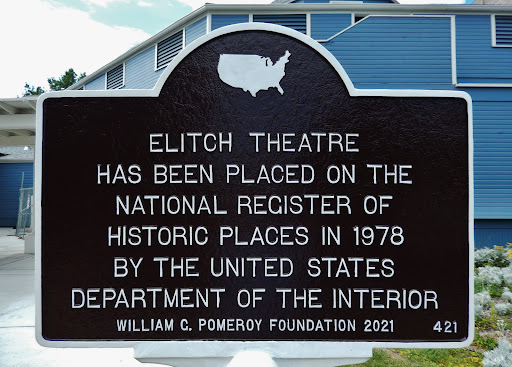 ELITCH THEATRE
HAS BEEN PLACED ON THE
NATIONAL REGISTER OF
HISTORIC PLACES IN 1978
BY THE UNITED STATES
DEPARTMENT OF THE INTERIOR
WILLIAM C. POMEROY FOUNDATION 2021 421